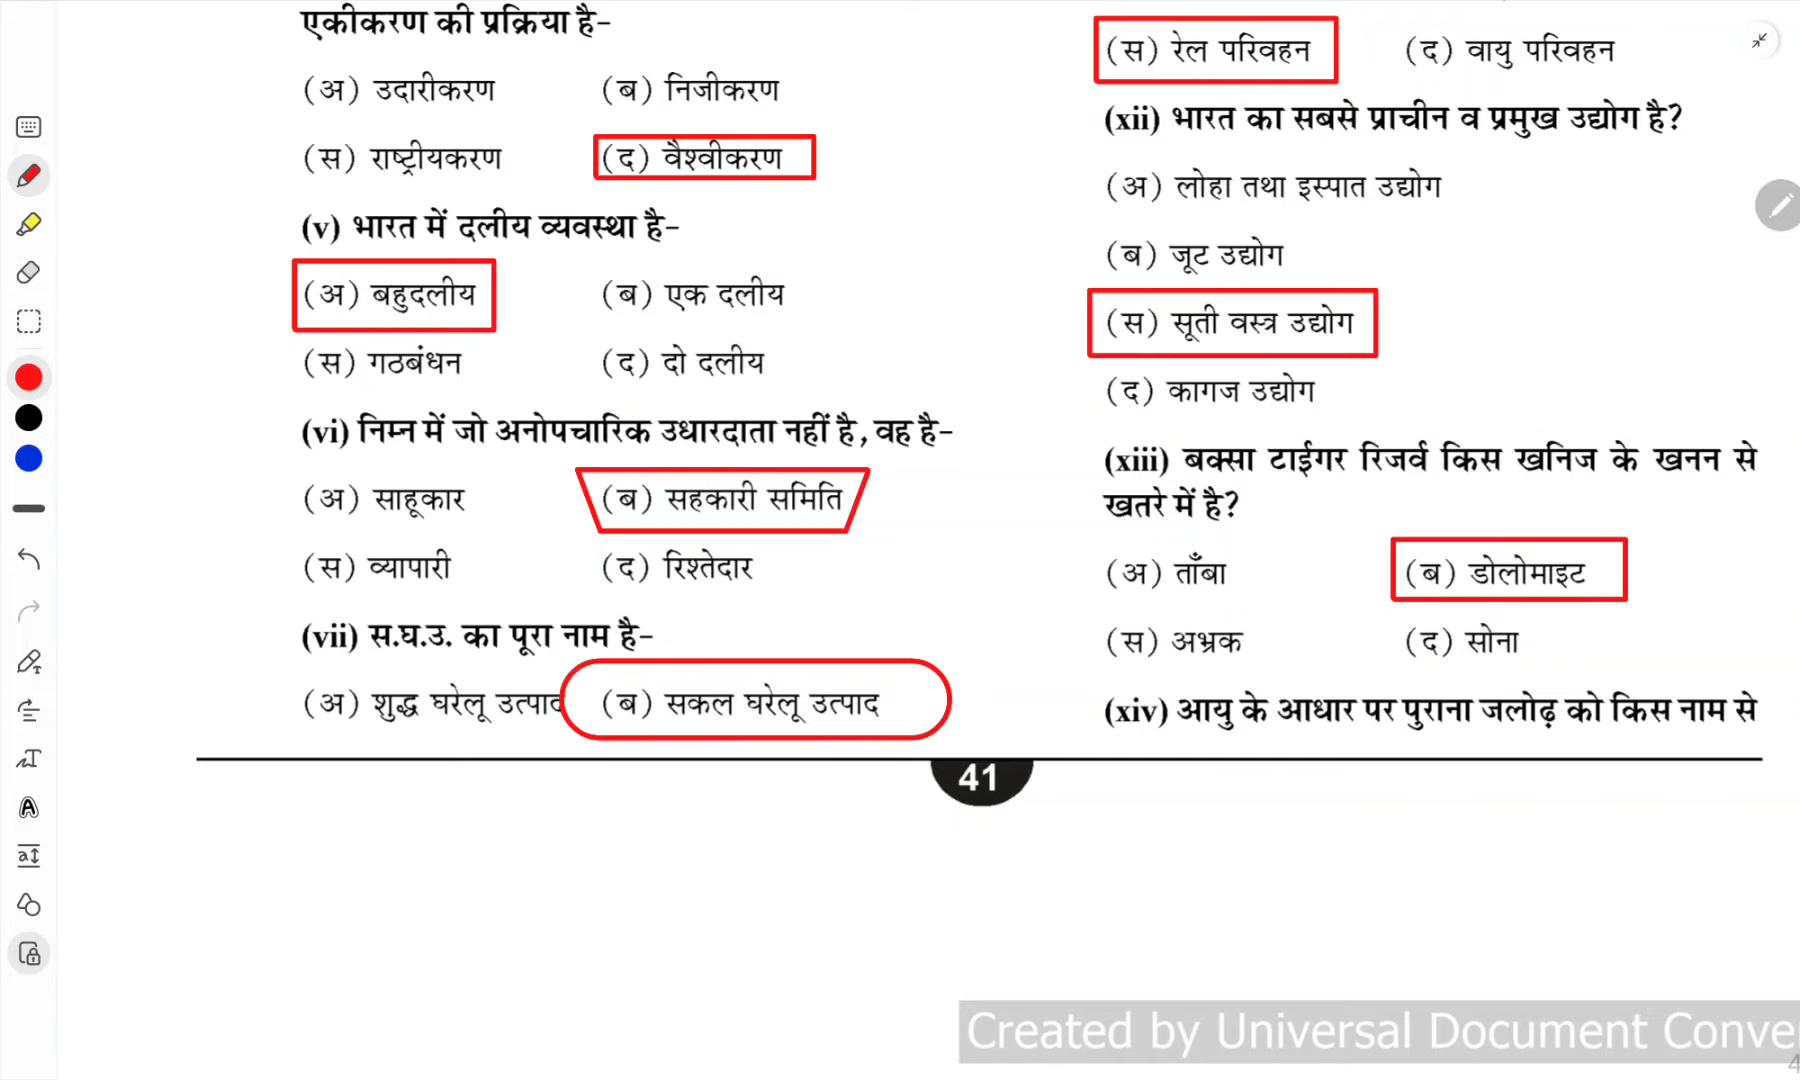 एकीकरण की प्रक्रिया है-
(अ) उदारीकरण (ब) निजीकरण
(स) राष्ट्रीयकरण (द) वैश्वीकरण
(v) भारत में दलीय व्यवस्था है-
(अ) बहुदलीय (ब) एक दलीय
(स) गठबंधन (द) दो दलीय
(vi) निम्न में जो अनोपचारिक उधारदाता नहीं है, वह है-
(अ) साहूकार (ब) सहकारी समिति
(स) व्यापारी (द) रिश्तेदार
(vii) स.घ.उ. का पूरा नाम है-
(अ) शुद्ध घरेलू उत्पाद (ब) सकल घरेलू उत्पाद
(स) रेल परिवहन (द) वायु परिवहन
(xii) भारत का सबसे प्राचीन व प्रमुख उद्योग है?
(अ) लोहा तथा इस्पात उद्योग
(ब) जूट उद्योग
(स) सूती वस्त्र उद्योग
(द) कागज उद्योग
(xiii) बक्सा टाईगर रिजर्व किस खनिज के खनन से
खतरे में है?
(अ) ताँबा (ब) डोलोमाइट
(स) अभ्रक (द) सोना
(xiv) आयु के आधार पर पुराना जलोढ़ को किस नाम से
41
Created by Universal Document Conve